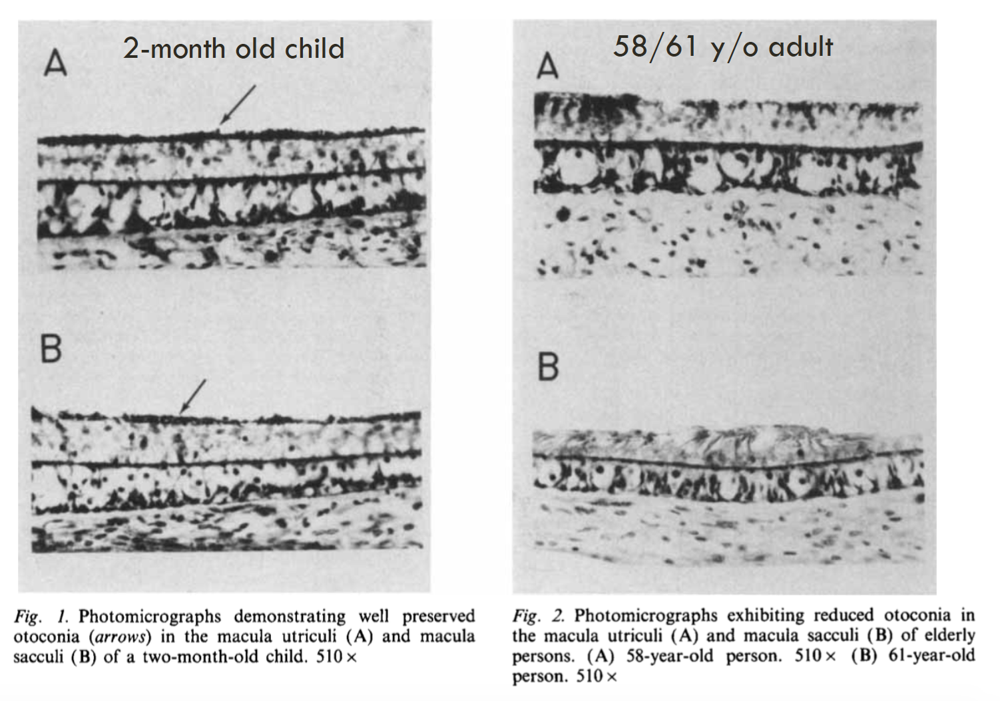 A
2-month old child
B
Fig. 1. Photomicrographs demonstrating well preserved
otoconia (arrows) in the macula utriculi (A) and macula
sacculi (B) of a two-month-old child. 510 x
58/61 y/o adult
A
B
Fig. 2. Photomicrographs exhibiting reduced otoconia in
the macula utriculi (A) and macula sacculi (B) of elderly
persons. (A) 58-year-old person. 510 x (B) 61-year-old
person. 510 x